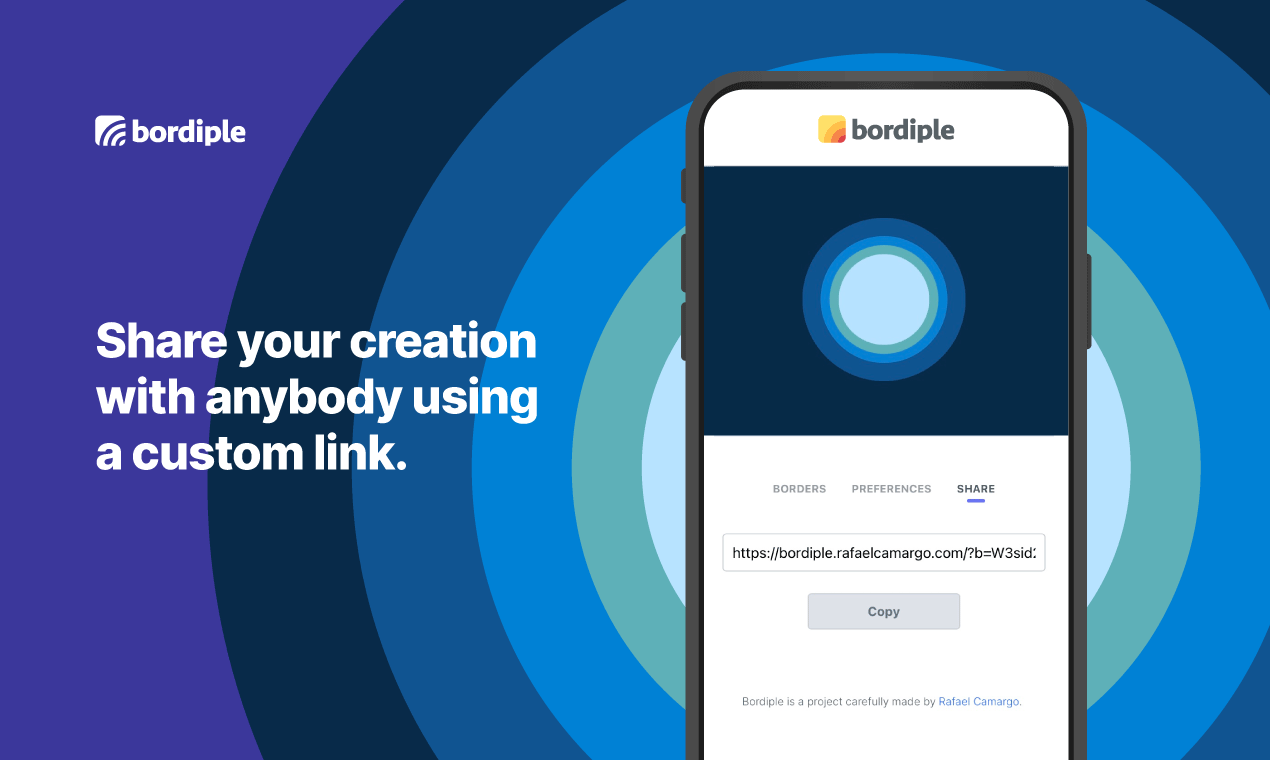 bordiple
Share your creation
with anybody using
a custom link.
bordiple
BORDERS PREFERENCES SHARE
https://bordiple.rafaelcamargo.com/?b=W3sid
Copy
Bordiple is a project carefully made by Rafael Camargo.